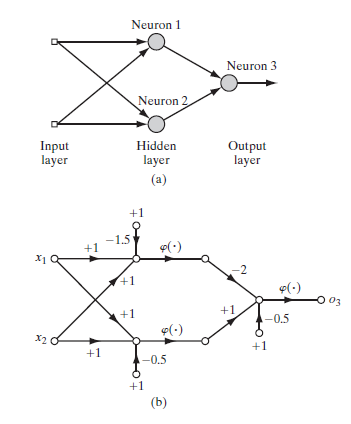 Neuron 1
Neuron 3
Neuron 2
Input layer
Hidden layer
Output layer
(a)
+1
−1.5
φ(·)
x1
+1
+1
−2
φ(·)
o3
+1
+1
−0.5
x2
+1
φ(·)
−0.5
+1
+1
(b)